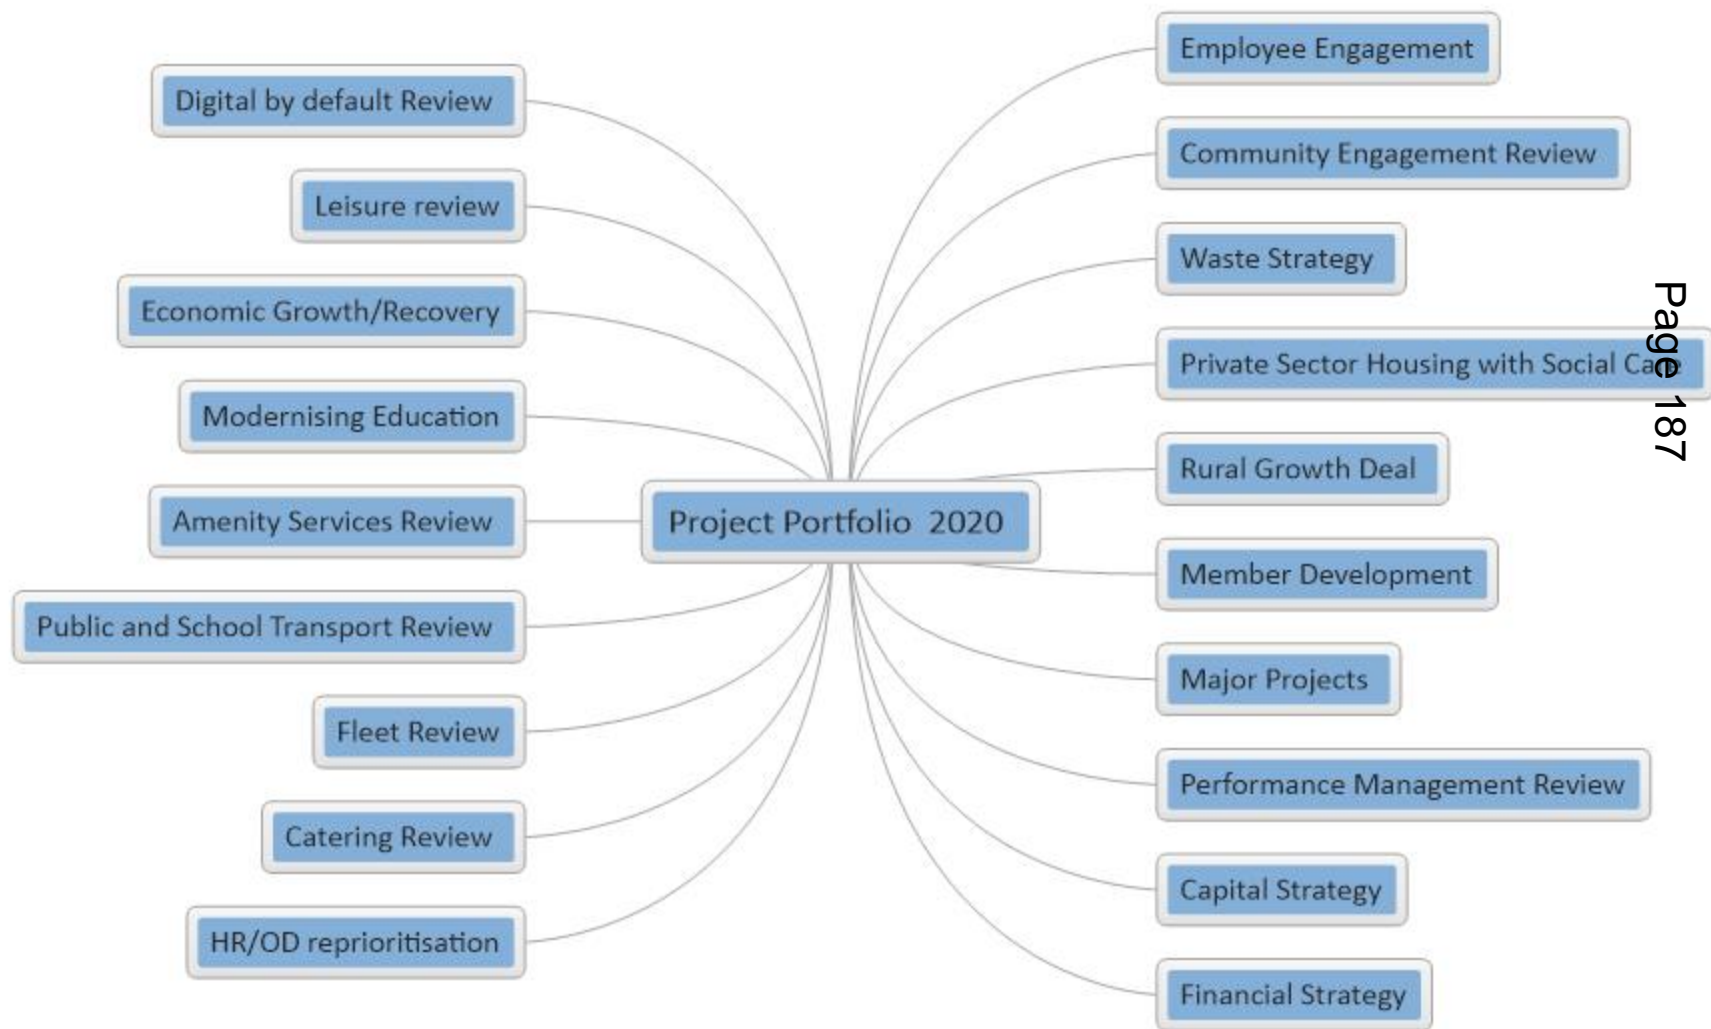 Digital by default Review
Leisure review
Economic Growth/Recovery
Modernising Education
Amenity Services Review
Public and School Transport Review
Fleet Review
Catering Review
HR/OD reprioritisation
Project Portfolio 2020
Employee Engagement
Community Engagement Review
Waste Strategy
Private Sector Housing with Social Care
Rural Growth Deal
Member Development
Major Projects
Performance Management Review
Capital Strategy
Financial Strategy
Page 187